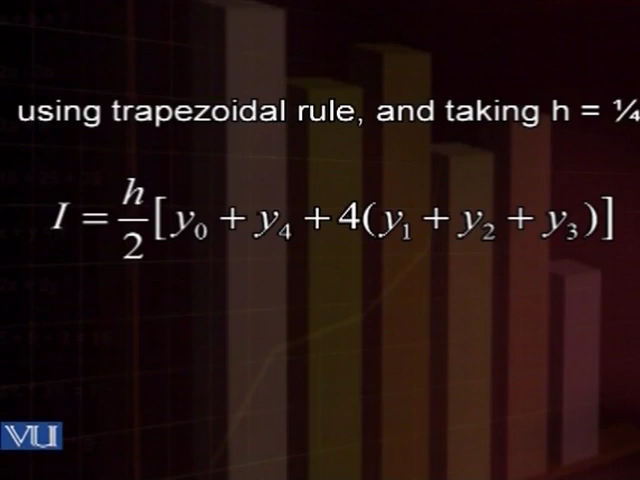 using trapezoidal rule, and taking h = ¼
I = h/2 [y₀ + y₄ + 4(y₁ + y₂ + y₃)]
VU